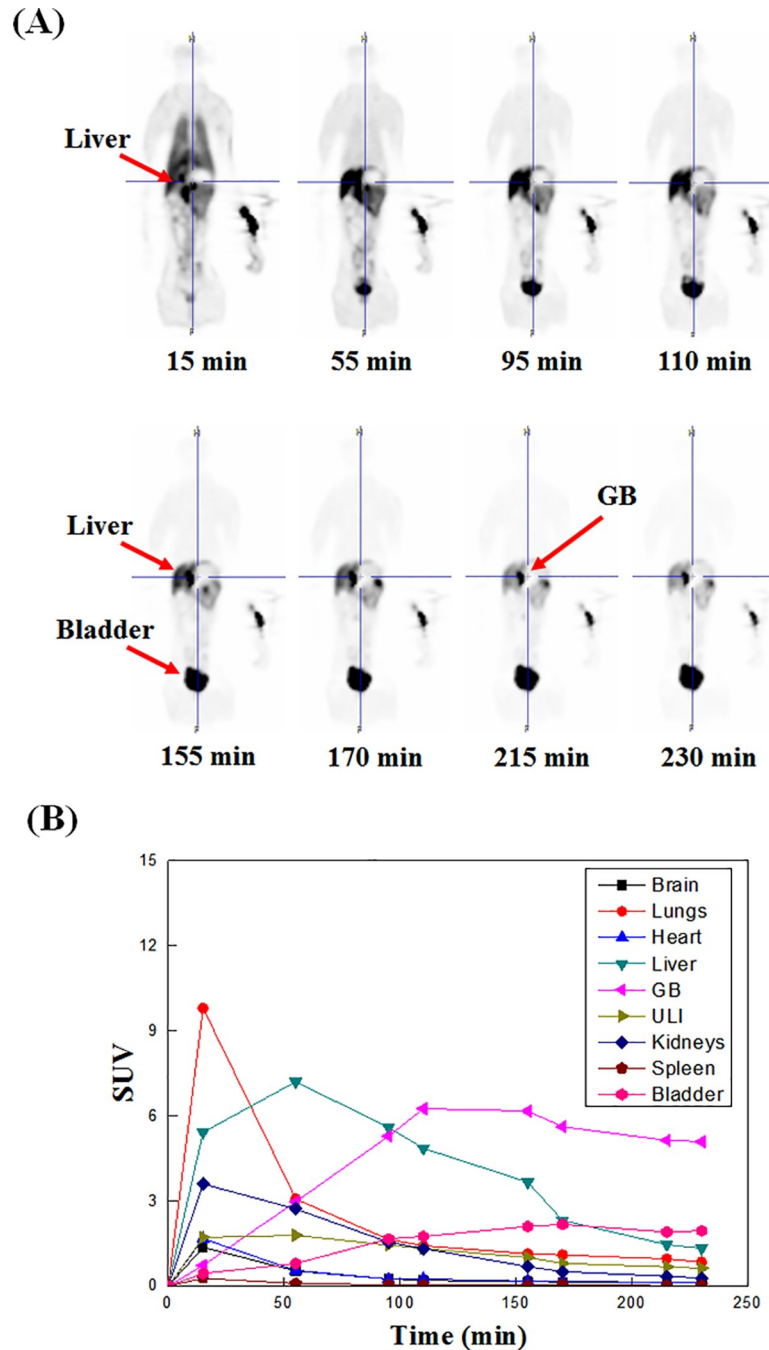 (A)
Liver
15 min
55 min
95 min
110 min
Liver
GB
Bladder
155 min
170 min
215 min
230 min
(B)
15
12
9
6
3
0
SUV
Brain
Lungs
Heart
Liver
GB
ULI
Kidneys
Spleen
Bladder
0
50
100
150
200
250
Time (min)